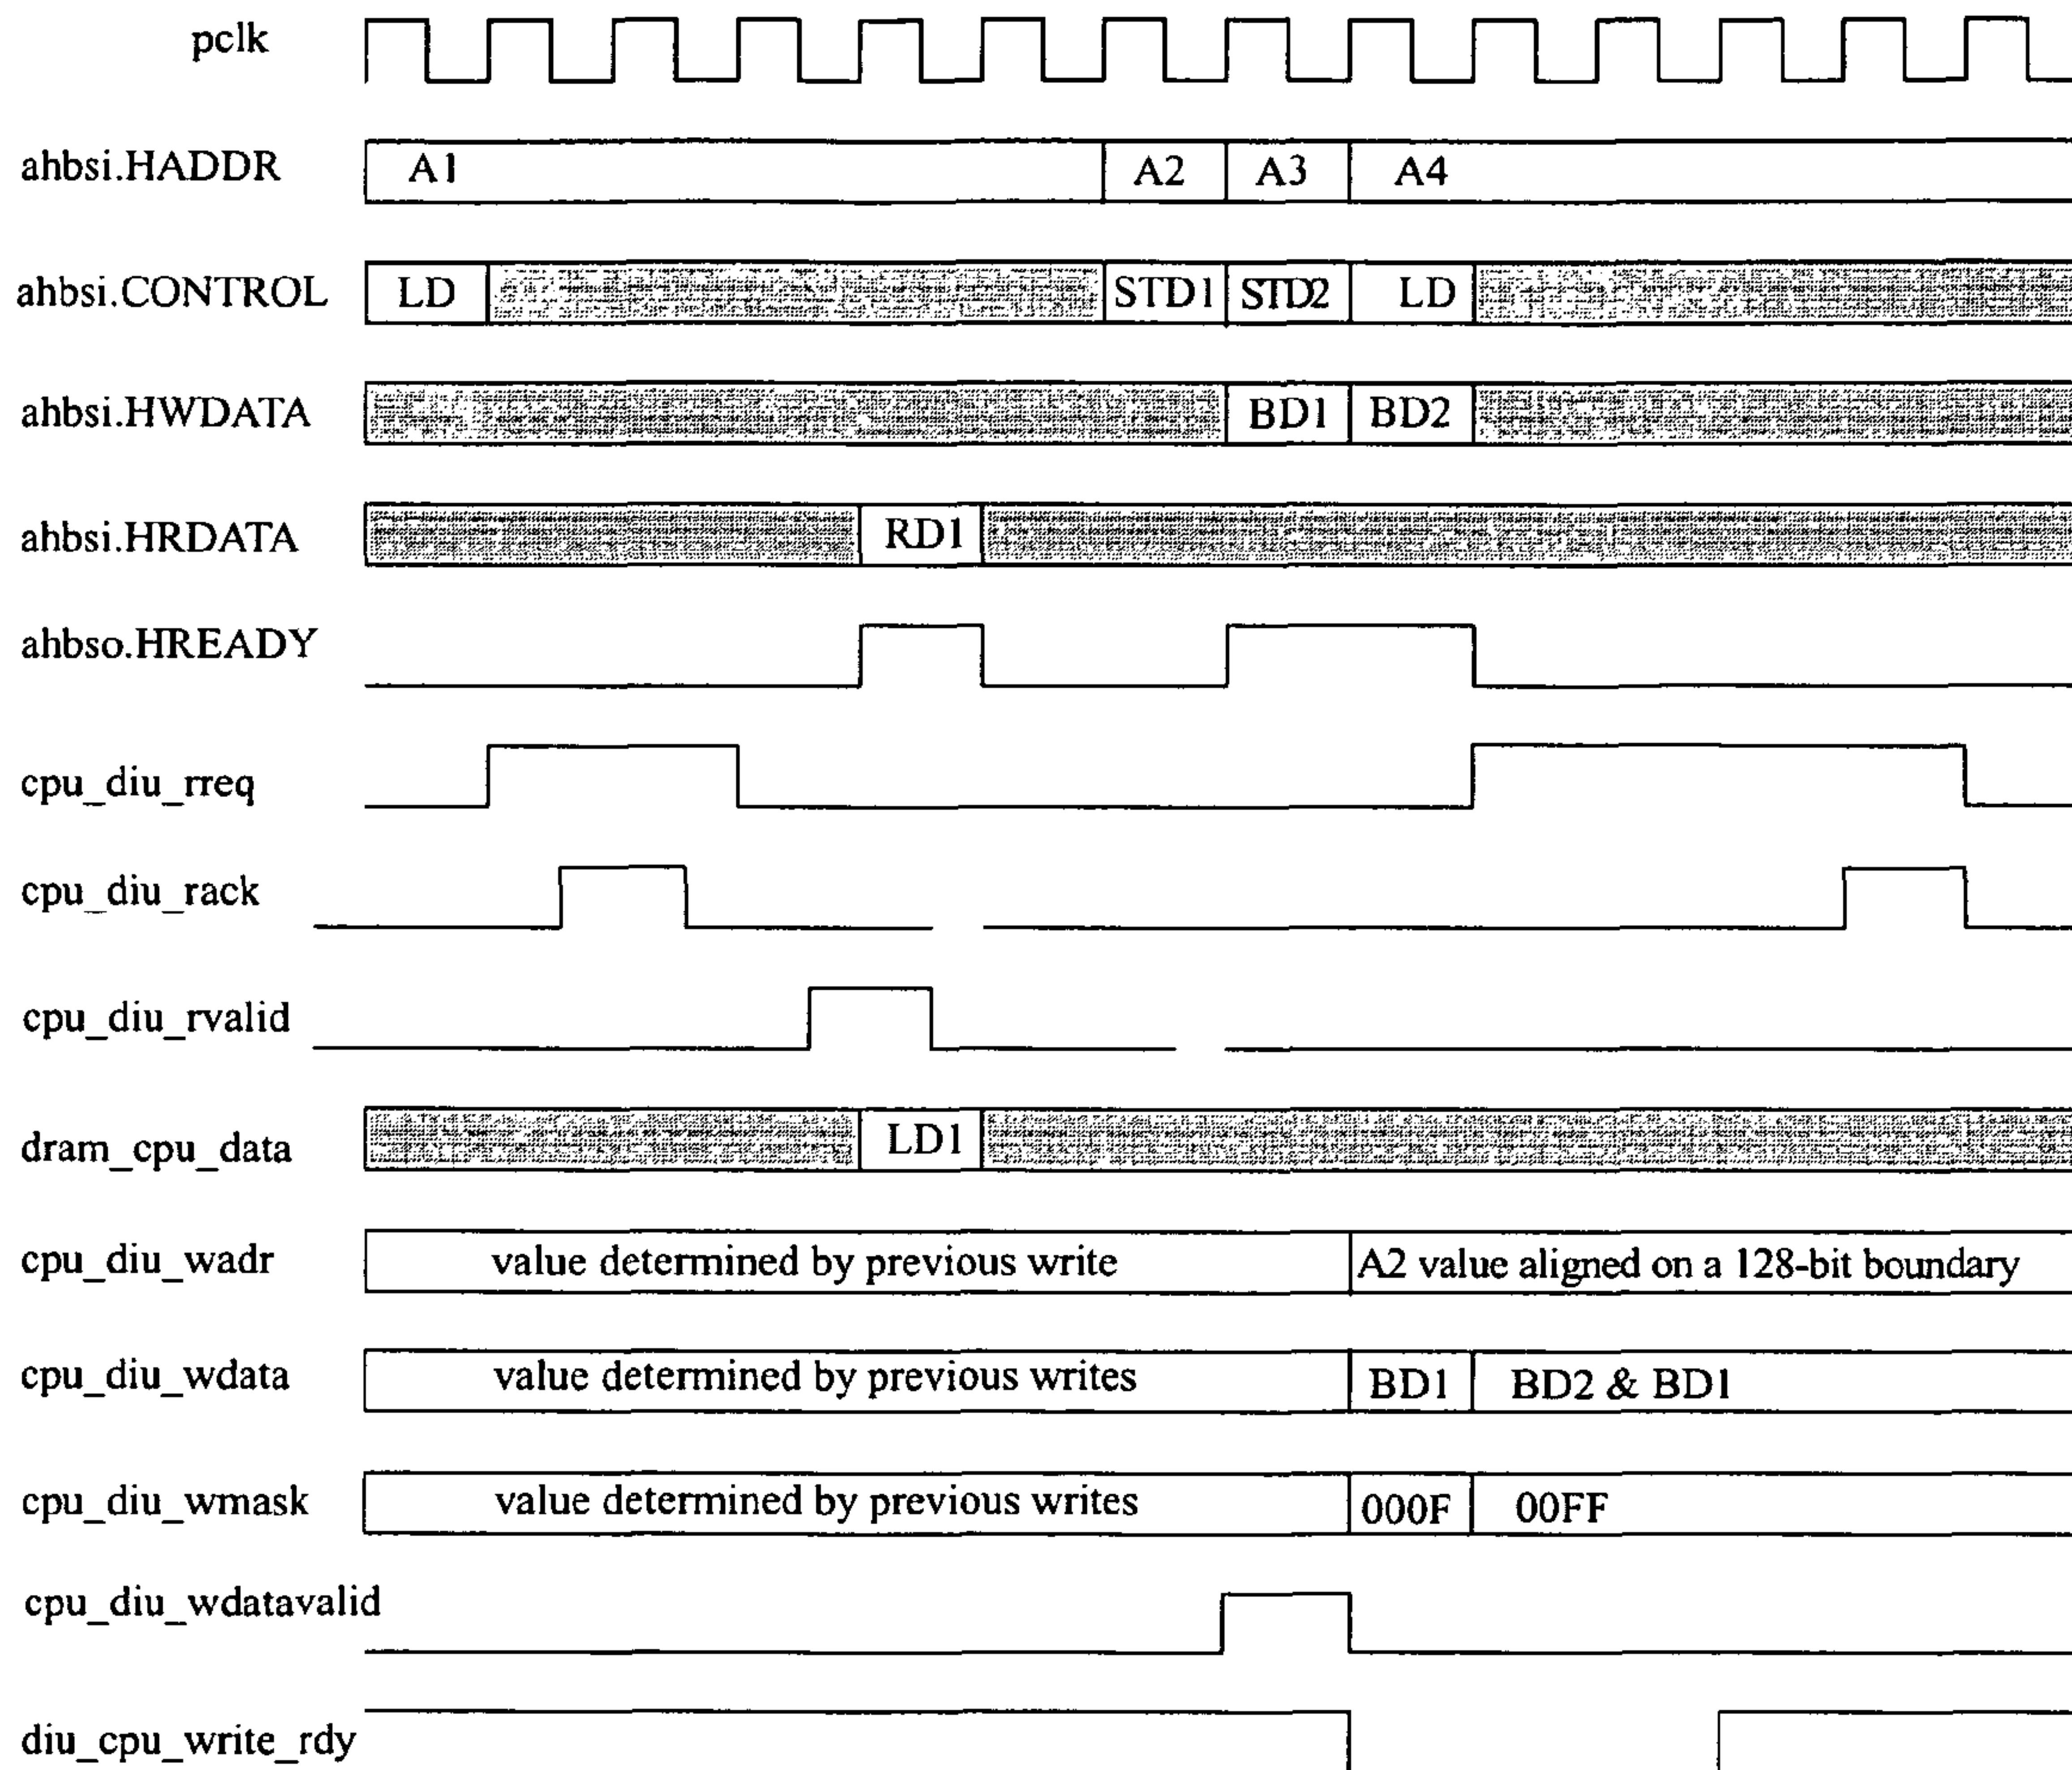 pclk
ahbsi.HADDR A1 A2 A3 A4
ahbsi.CONTROL LD STD1 STD2 LD
ahbsi.HWDATA BD1 BD2
ahbsi.HRDATA RD1
ahbso.HREADY
cpu_diu_rreq
cpu_diu_rack
cpu_diu_rvalid
dram_cpu_data LD1
cpu_diu_wadr value determined by previous write A2 value aligned on a 128-bit boundary
cpu_diu_wdata value determined by previous writes BD1 BD2 & BD1
cpu_diu_wmask value determined by previous writes 000F 00FF
cpu_diu_wdatavalid
diu_cpu_write_rdy